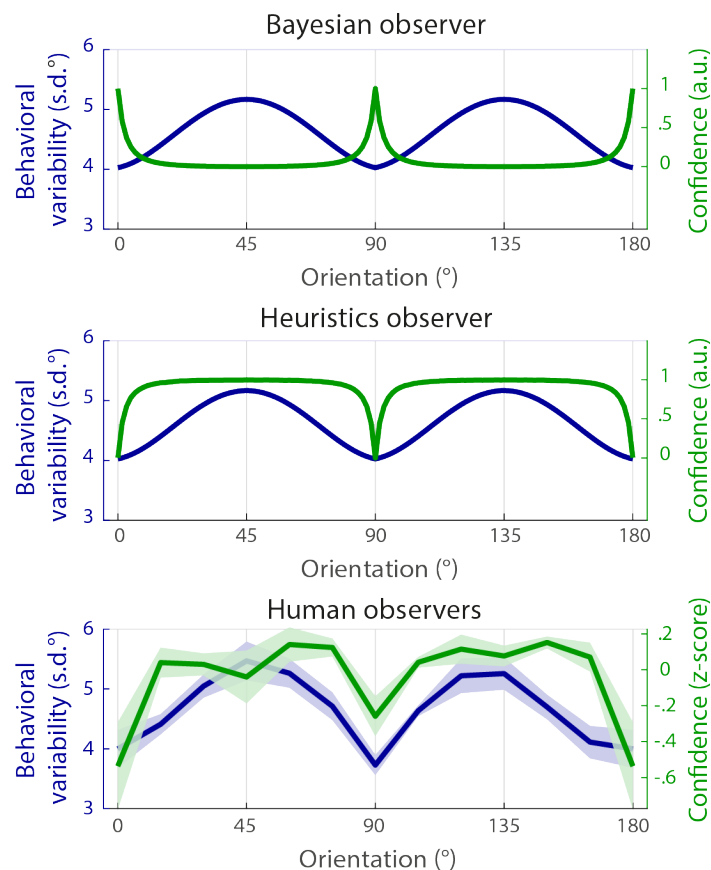 Bayesian observer
Behavioral
variability (s.d.°)
6
5
4
3
1
.5
0
Confidence (a.u.)
0 45 90 135 180
Orientation (°)
Heuristics observer
Behavioral
variability (s.d.°)
6
5
4
3
1
.5
0
Confidence (a.u.)
0 45 90 135 180
Orientation (°)
Human observers
Behavioral
variability (s.d.°)
6
5
4
3
.2
0
-.2
-.4
-.6
Confidence (z-score)
0 45 90 135 180
Orientation (°)